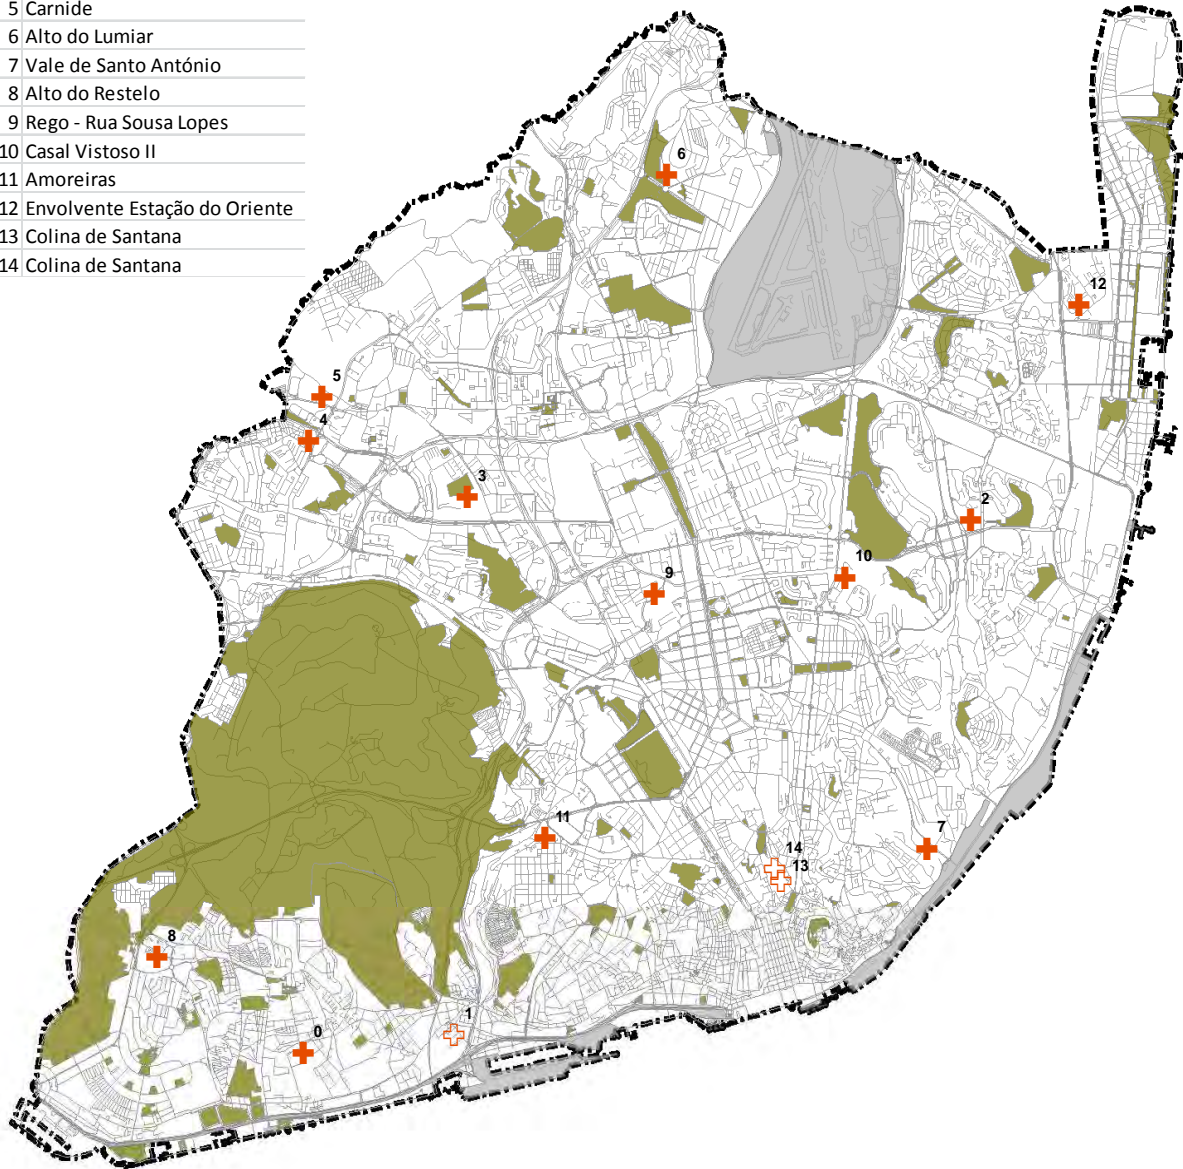 5 Carnide
6 Alto do Lumiar
7 Vale de Santo António
8 Alto do Restelo
9 Rego - Rua Sousa Lopes
10 Casal Vistoso II
11 Amoreiras
12 Envolvente Estação do Oriente
13 Colina de Santana
14 Colina de Santana
6
12
5
4
3
2
10
9
11
7
14
13
8
1
0